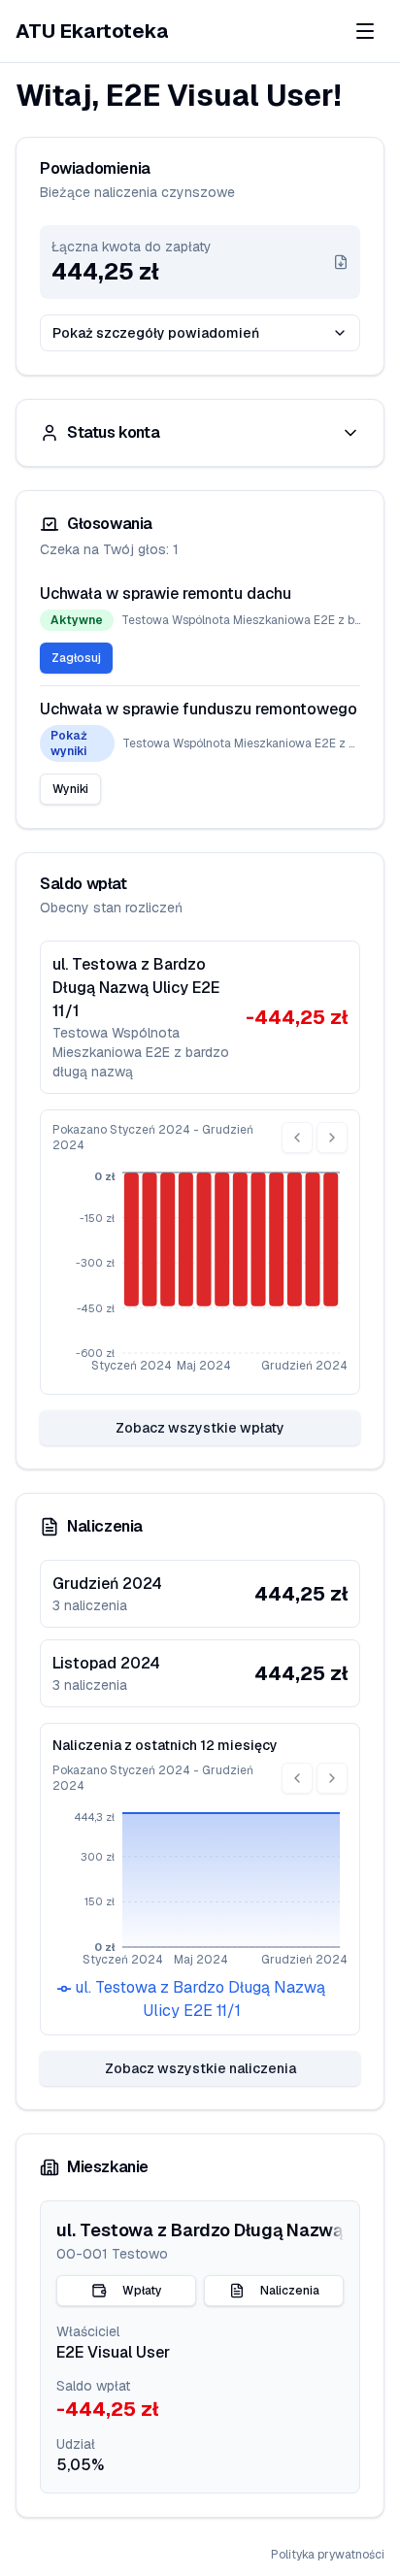 ATU Ekartoteka
Witaj, E2E Visual User!
Powiadomienia
Bieżące naliczenia czynszowe
Łączna kwota do zapłaty
444,25 zł
Pokaż szczegóły powiadomień
Status konta
Głosowania
Czeka na Twój głos: 1
Uchwała w sprawie remontu dachu
Aktywne Testowa Wspólnota Mieszkaniowa E2E z b...
Zagłosuj
Uchwała w sprawie funduszu remontowego
Pokaż
wyniki
Testowa Wspólnota Mieszkaniowa E2E z ...
Wyniki
Saldo wpłat
Obecny stan rozliczeń
ul. Testowa z Bardzo
Długą Nazwą Ulicy E2E
11/1
-444,25 zł
Testowa Wspólnota
Mieszkaniowa E2E z bardzo
długą nazwą
Pokazano Styczeń 2024 - Grudzień
2024
0 zł
-150 zł
-300 zł
-450 zł
-600 zł
Styczeń 2024 Maj 2024 Grudzień 2024
Zobacz wszystkie wpłaty
Naliczenia
Grudzień 2024
3 naliczenia
444,25 zł
Listopad 2024
3 naliczenia
444,25 zł
Naliczenia z ostatnich 12 miesięcy
Pokazano Styczeń 2024 - Grudzień
2024
444,3 zł
300 zł
150 zł
0 zł
Styczeń 2024 Maj 2024 Grudzień 2024
ul. Testowa z Bardzo Długą Nazwą
Ulicy E2E 11/1
Zobacz wszystkie naliczenia
Mieszkanie
ul. Testowa z Bardzo Długą Nazwą
00-001 Testowo
Wpłaty Naliczenia
Właściciel
E2E Visual User
Saldo wpłat
-444,25 zł
Udział
5,05%
Polityka prywatności